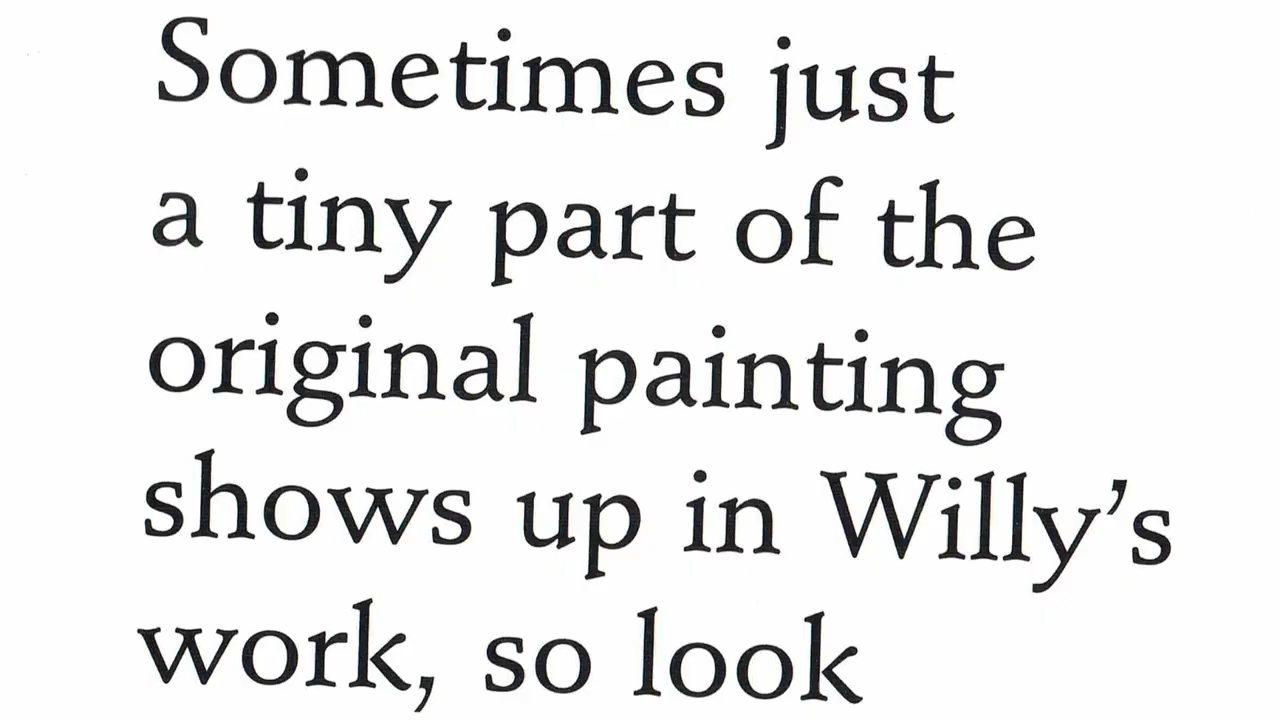 Sometimes just
a tiny part of the
original painting
shows up in Willy’s
work, so look